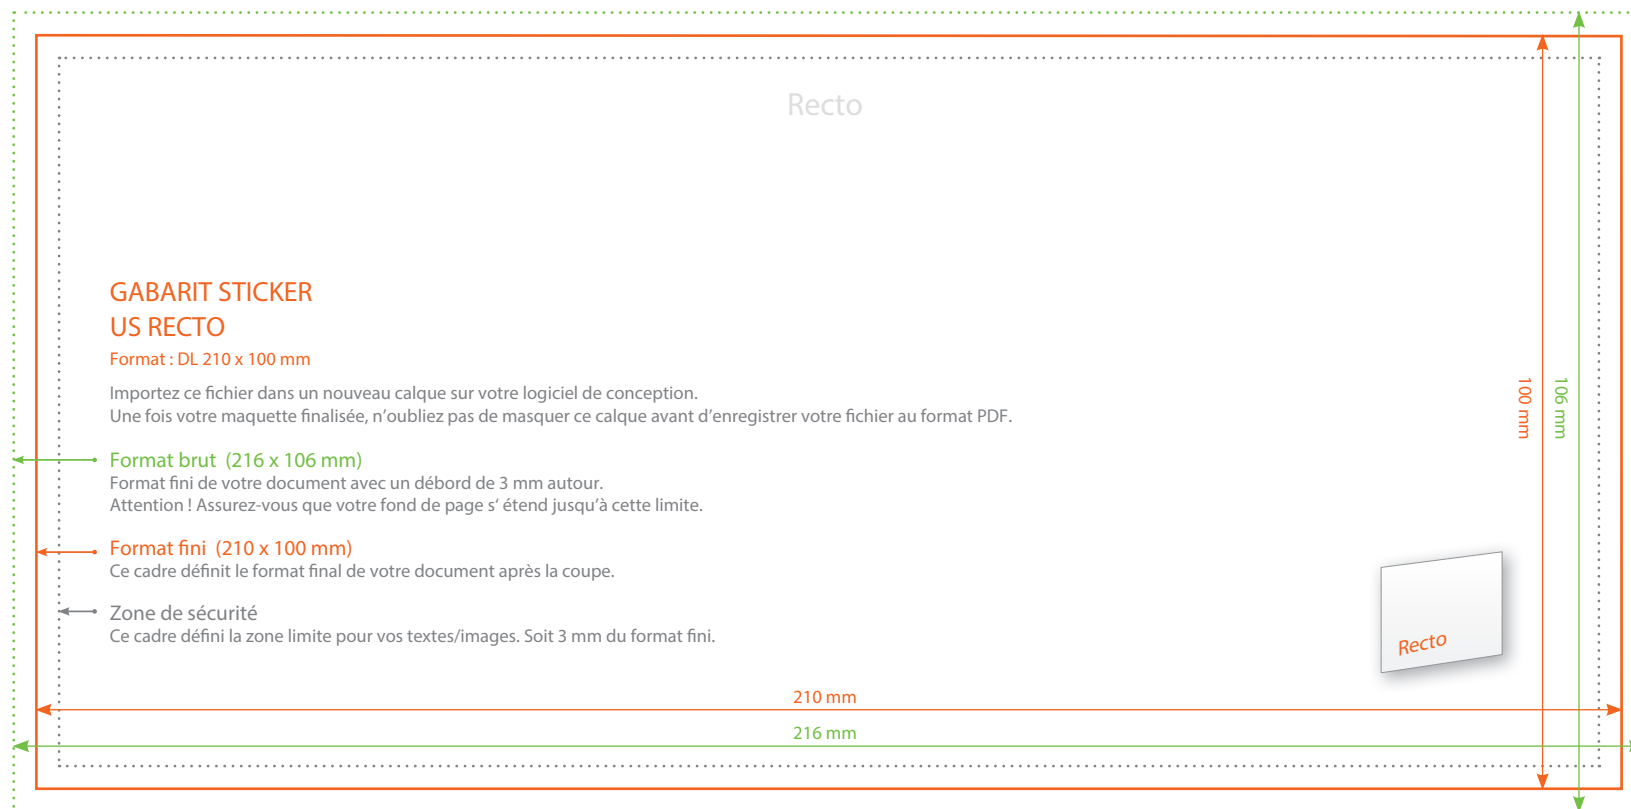 Recto
GABARIT STICKER
US RECTO
Format : DL 210 x 100 mm
Importez ce fichier dans un nouveau calque sur votre logiciel de conception.
Une fois votre maquette finalisée, n’oubliez pas de masquer ce calque avant d’enregistrer votre fichier au format PDF.
100 mm
106 mm
Format brut (216 x 106 mm)
Format fini de votre document avec un débord de 3 mm autour.
Attention ! Assurez-vous que votre fond de page s‘ étend jusqu’à cette limite.
Format fini (210 x 100 mm)
Ce cadre définit le format final de votre document après la coupe.
Zone de sécurité
Ce cadre défini la zone limite pour vos textes/images. Soit 3 mm du format fini.
Recto
210 mm
216 mm